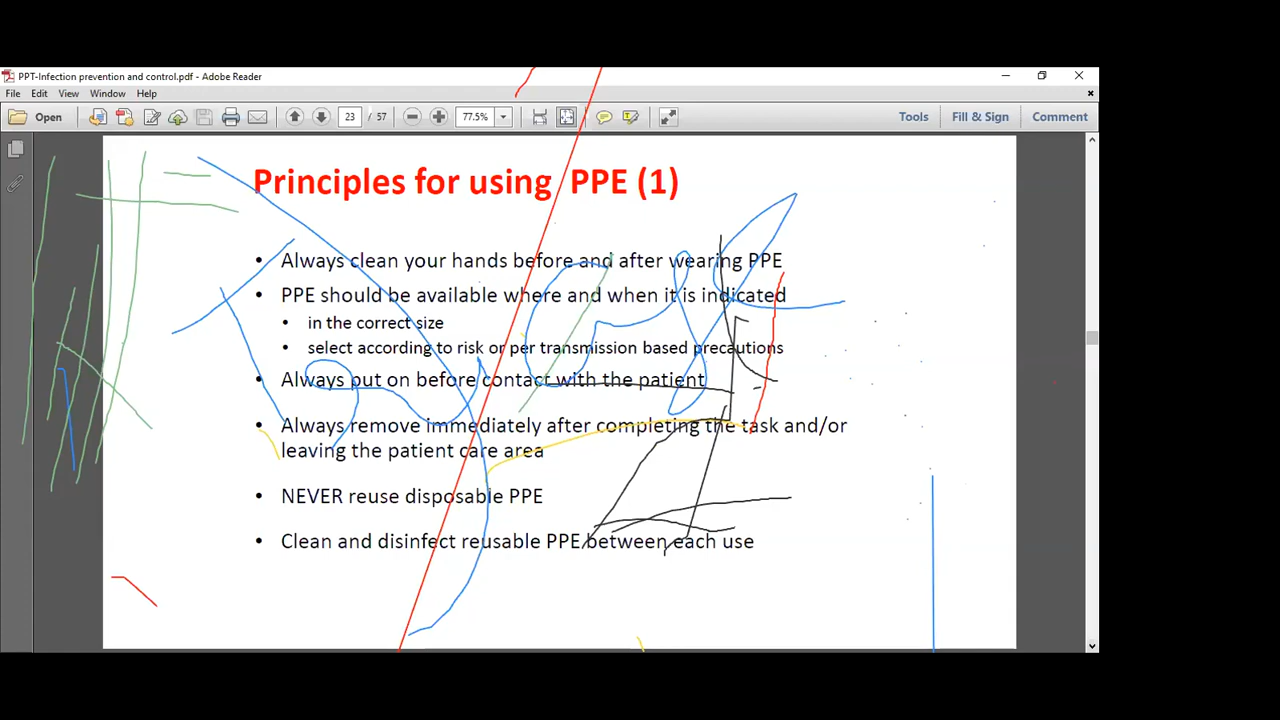 PPT-Infection prevention and control.pdf - Adobe Reader
File Edit View Window Help
Open 23 / 57 77.5% Tools Fill & Sign Comment
Principles for using PPE (1)
• Always clean your hands before and after wearing PPE
• PPE should be available where and when it is indicated
• in the correct size
• select according to risk or per transmission based precautions
• Always put on before contact with the patient
• Always remove immediately after completing the task and/or
leaving the patient care area
• NEVER reuse disposable PPE
• Clean and disinfect reusable PPE between each use